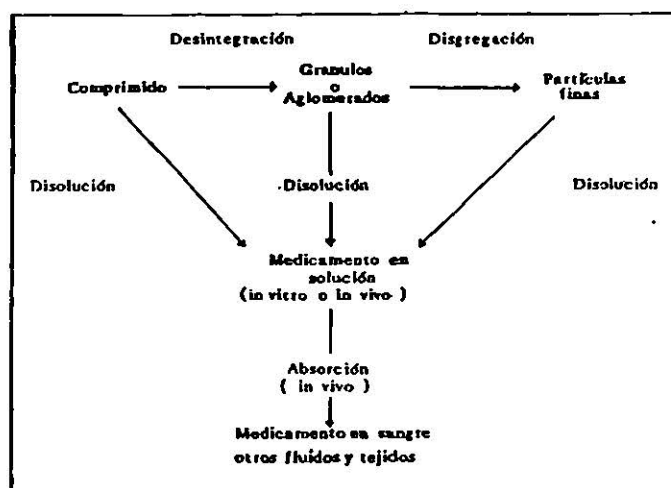 Desintegración Disgregación
Comprimido Granulos o Aglomerados Partículas finas
Disolución Disolución Disolución
Medicamento en
solución
(in vitro o in vivo)
Absorción
( in vivo )
Medicamento en sangre
otros fluidos y tejidos